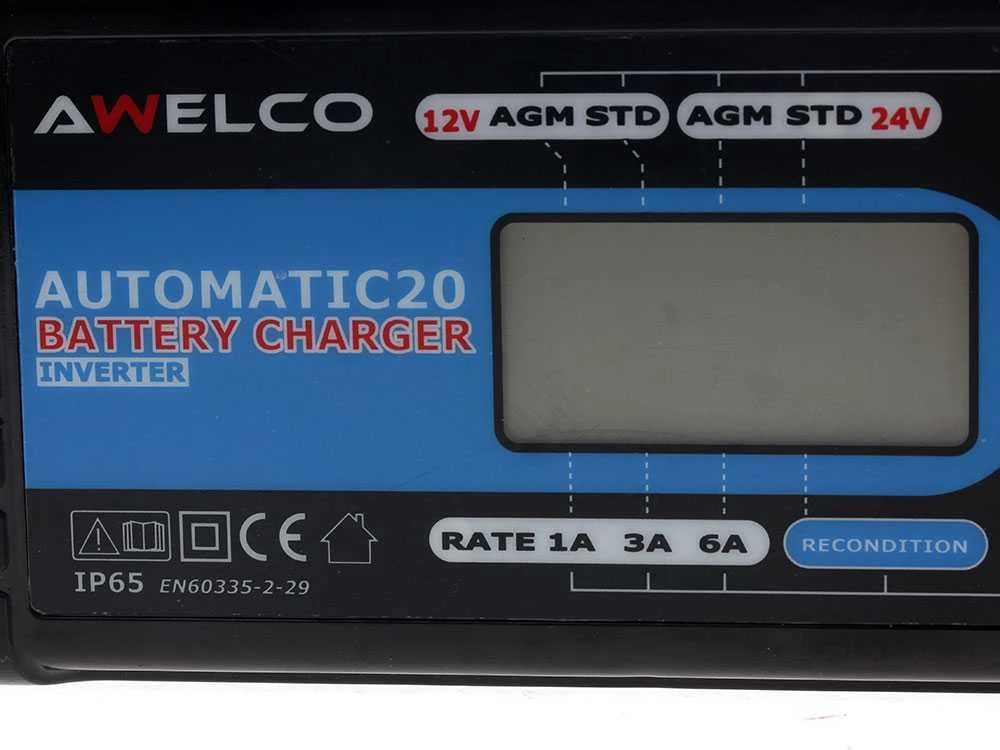 AWELCO
12V AGM STD AGM STD 24V
AUTOMATIC20
BATTERY CHARGER
INVERTER
CE
RATE 1A 3A 6A RECONDITION
IP65 EN60335-2-29